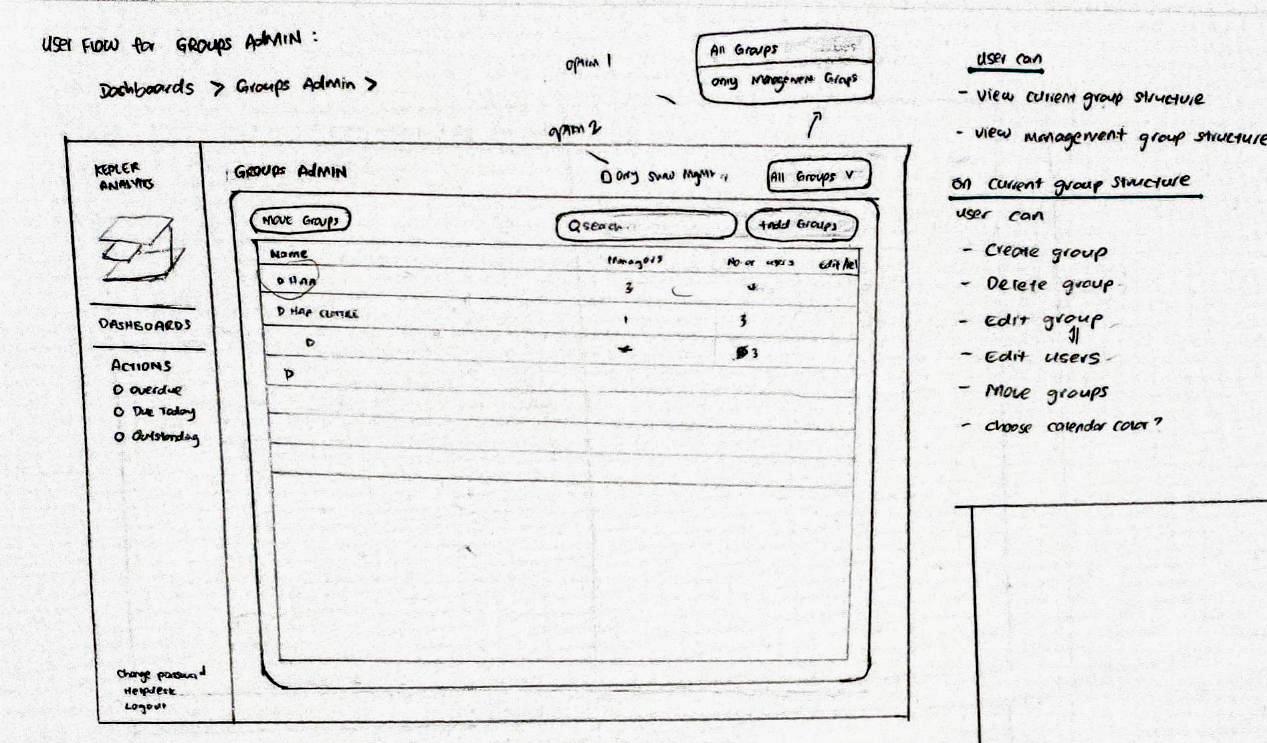 USER FLOW for GROUPS ADMIN :
Dashboards > Groups Admin >
option 1
All Groups
only Management Groups
option 2
KEPLER
ANALYTICS
GROUPS ADMIN
only show Mgmt
All Groups V
MOVE Groups
Search
+Add Groups
Name
Managers
No of users
Edit/Del
3
D HAP CENTRE
1
3
D
3
D
DASHBOARDS
ACTIONS
Overdue
Due Today
Outstanding
Change password
Helpdesk
Logout
user can
- view current group structure
- view management group structure
on current group structure
user can
- Create group
- Delete group
- Edit group
- Edit users
- Move groups
- choose calendar color?